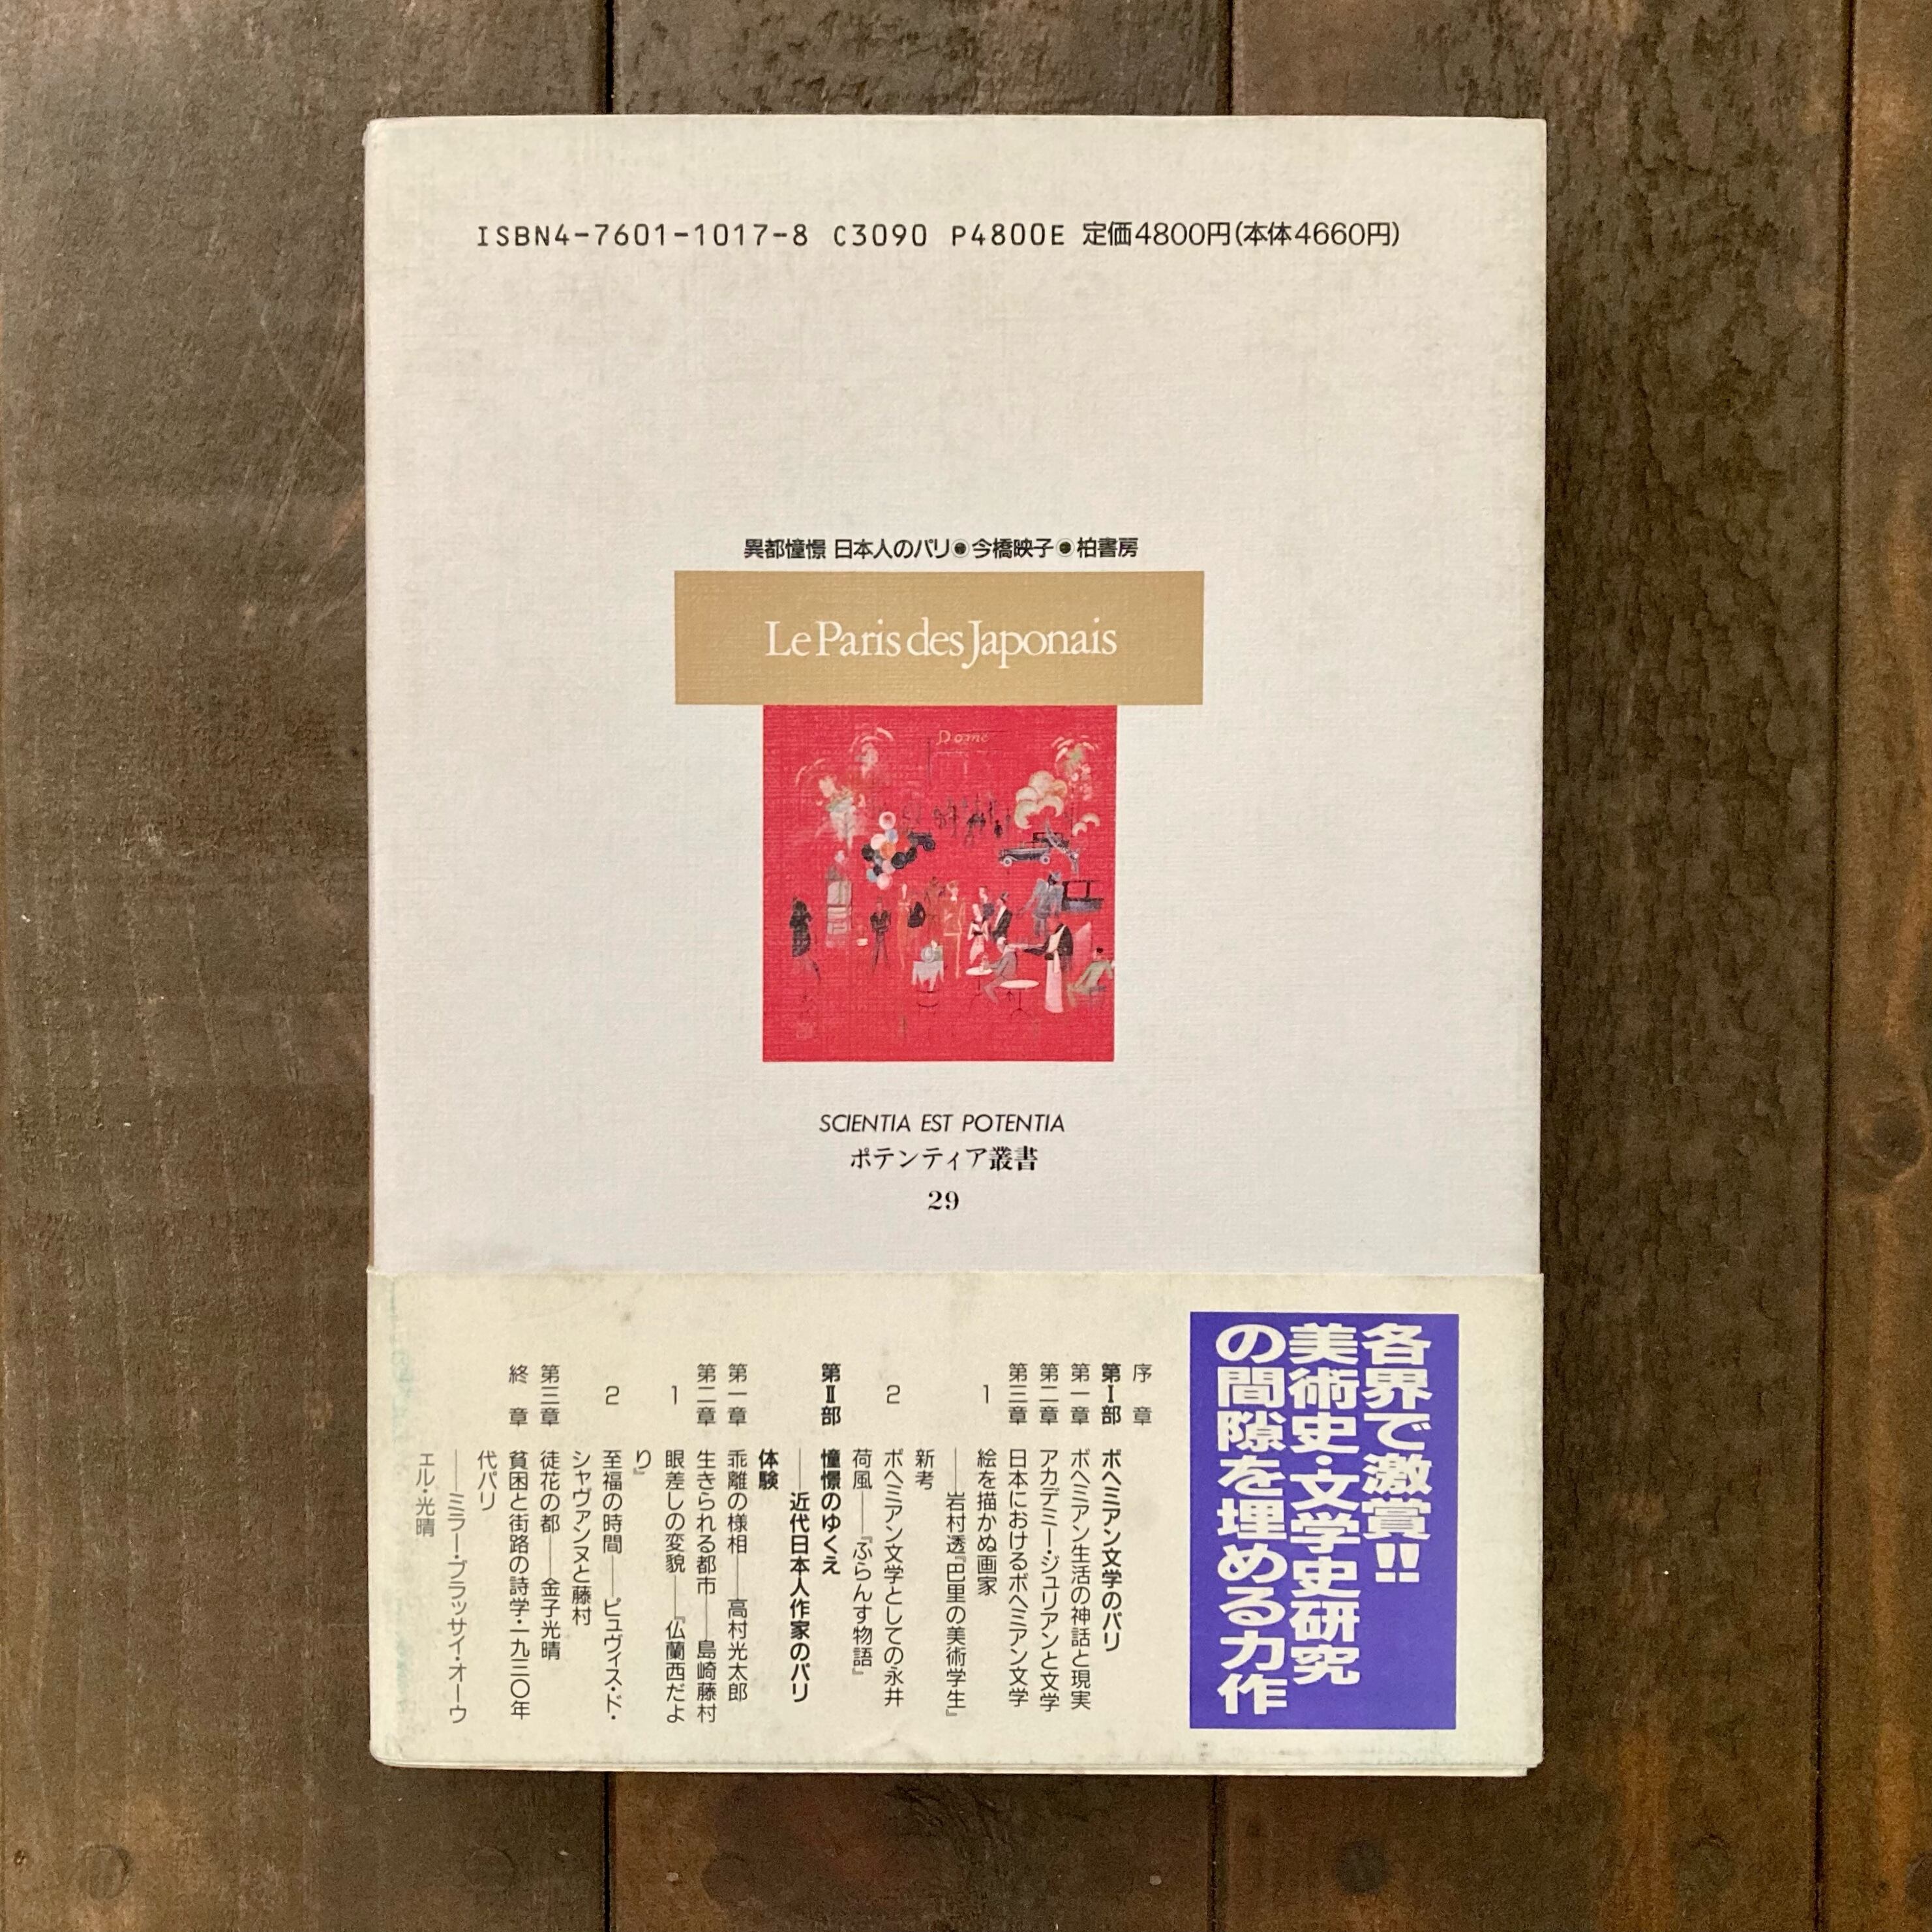 ISBN4-7601-1017-8 C3090 P4800E 定価4800円(本体4660円)
異都憧憬 日本人のパリ◉今橋映子◉柏書房
Le Paris des Japonais
Dome
SCIENTIA EST POTENTIA
ポテンティア叢書
29
各界で激賞!!
美術史・文学史研究
の間隙を埋める力作
序 章
第Ⅰ部 ボヘミアン文学のパリ
第一章 ボヘミアン生活の神話と現実
第二章 アカデミー・ジュリアンと文学
第三章 日本におけるボヘミアン文学
1 絵を描かぬ画家
――岩村透『巴里の美術学生』
新考
2 ボヘミアン文学としての永井
荷風――『ふらんす物語』
第Ⅱ部 憧憬のゆくえ
――近代日本人作家のパリ
体験
第一章 乖離の様相――高村光太郎
第二章 生きられる都市――島崎藤村
1 眼差しの変貌――『仏蘭西だよ
り』
2 至福の時間――ピュヴィス・ド・
シャヴァンヌと藤村
第三章 徒花の都――金子光晴
終 章 貧困と街路の詩学・一九三〇年
代パリ
――ミラー・ブラッサイ・オーウ
ェル・光晴